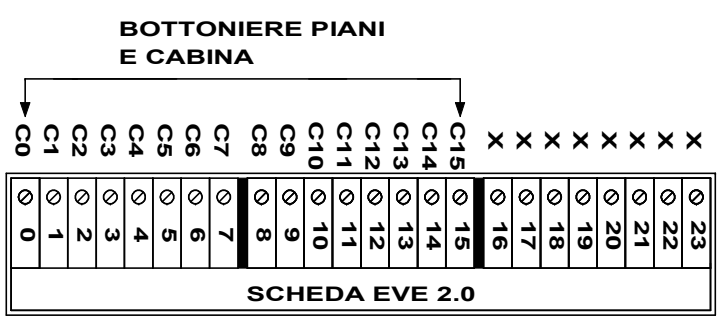 BOTTONIERE PIANI
E CABINA
C0 C1 C2 C3 C4 C5 C6 C7 C8 C9 C10 C11 C12 C13 C14 C15 X X X X X X X X
0 1 2 3 4 5 6 7 8 9 10 11 12 13 14 15 16 17 18 19 20 21 22 23
SCHEDA EVE 2.0